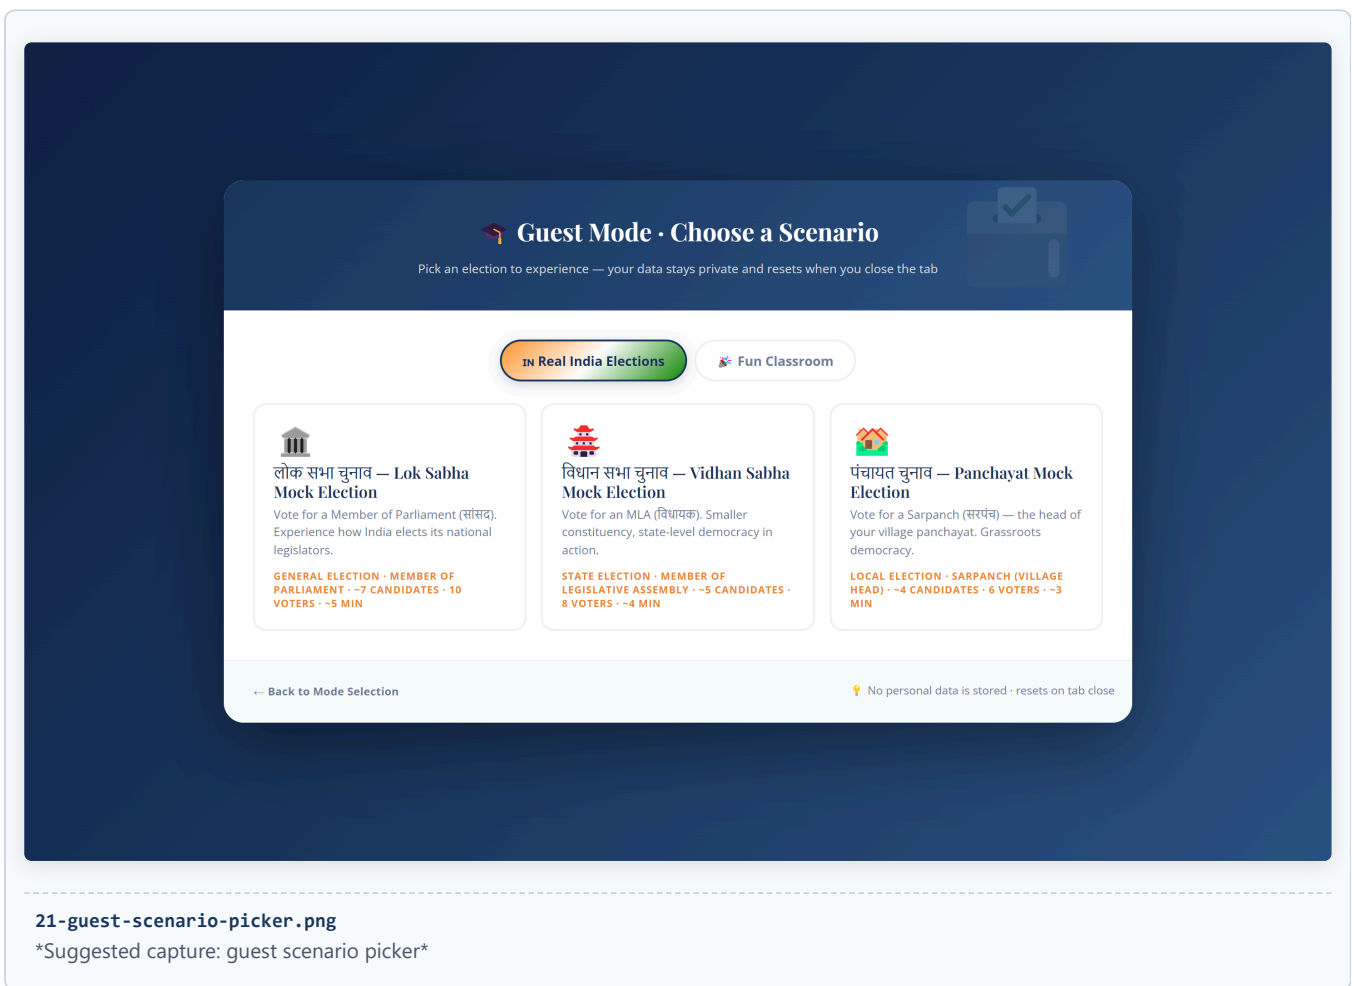 Guest Mode · Choose a Scenario
Pick an election to experience — your data stays private and resets when you close the tab
IN Real India Elections
Fun Classroom
लोक सभा चुनाव — Lok Sabha
Mock Election
Vote for a Member of Parliament (सांसद).
Experience how India elects its national
legislators.
GENERAL ELECTION · MEMBER OF
PARLIAMENT · ~7 CANDIDATES · 10
VOTERS · ~5 MIN
विधान सभा चुनाव — Vidhan Sabha
Mock Election
Vote for an MLA (विधायक). Smaller
constituency, state-level democracy in
action.
STATE ELECTION · MEMBER OF
LEGISLATIVE ASSEMBLY · ~5 CANDIDATES ·
8 VOTERS · ~4 MIN
पंचायत चुनाव — Panchayat Mock
Election
Vote for a Sarpanch (सरपंच) — the head of
your village panchayat. Grassroots
democracy.
LOCAL ELECTION · SARPANCH (VILLAGE
HEAD) · ~4 CANDIDATES · 6 VOTERS · ~3
MIN
← Back to Mode Selection
No personal data is stored · resets on tab close
21-guest-scenario-picker.png
*Suggested capture: guest scenario picker*